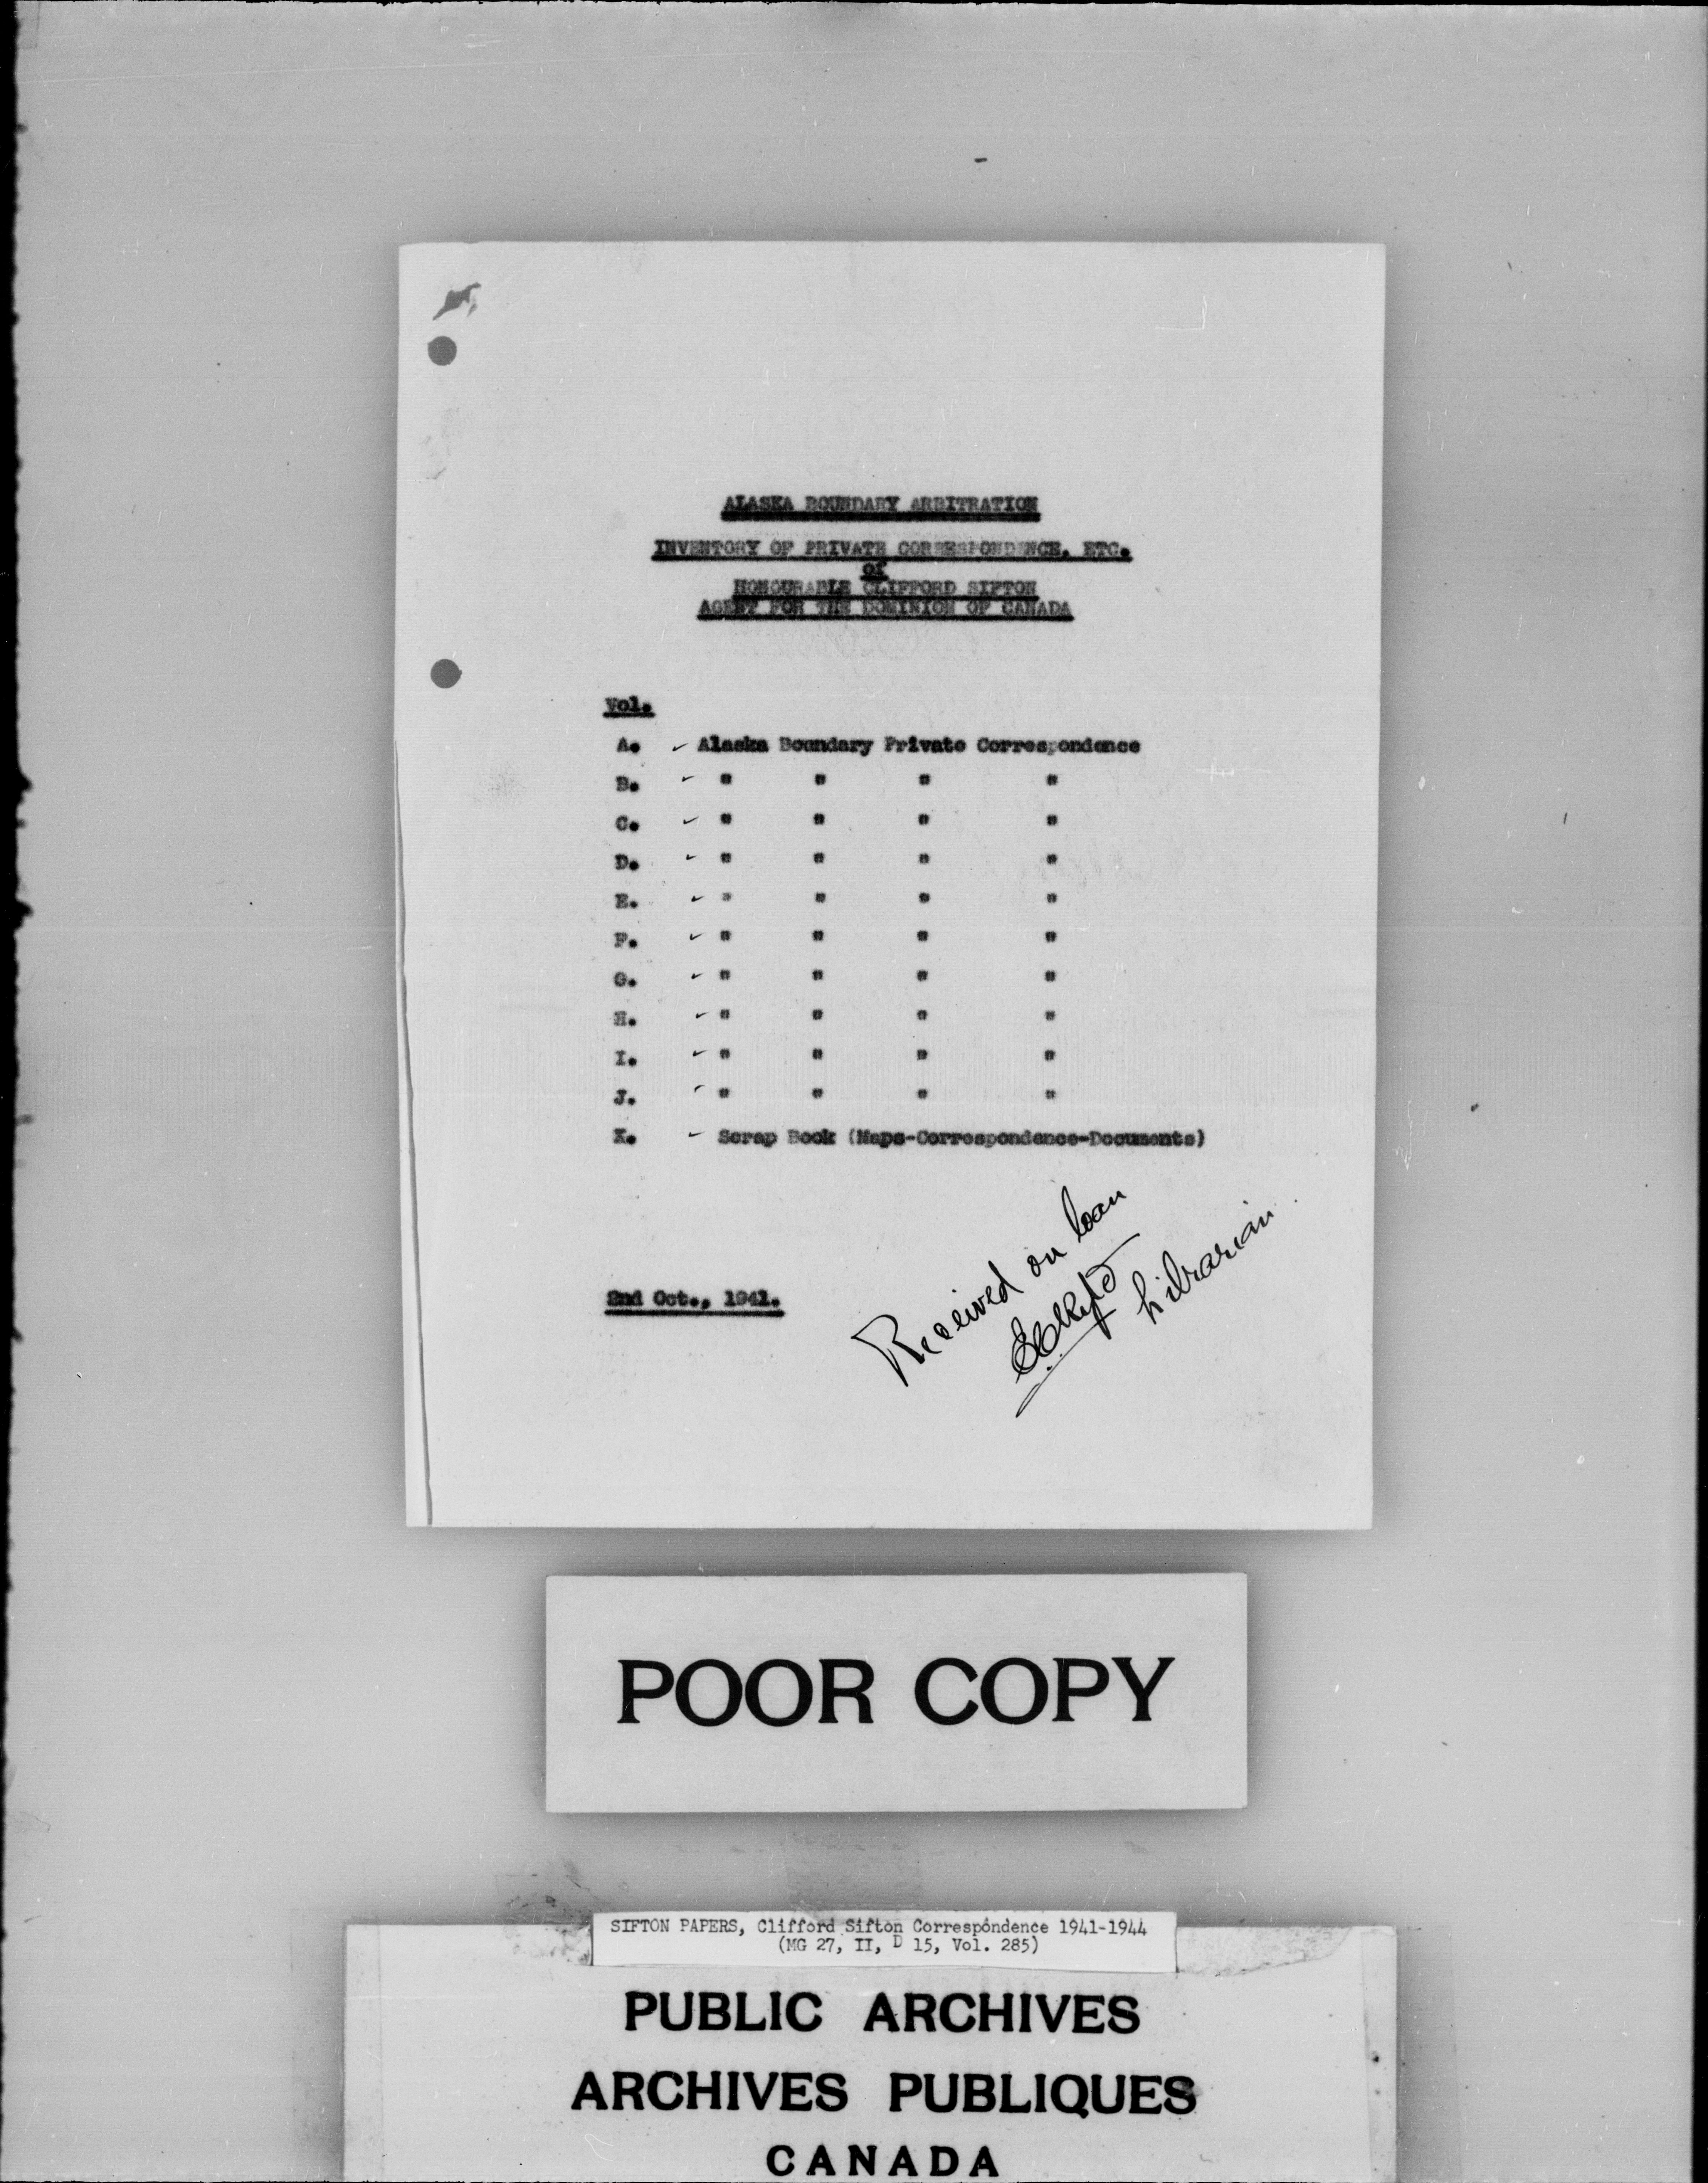 ALASKA BOUNDARY ARBITRATION
INVENTORY OF PRIVATE CORRESPONDENCE, ETC.
of
HONOURABLE CLIFFORD SIFTON
AGENT FOR THE DOMINION OF CANADA
Vol.
A. ✓ Alaska Boundary Private Correspondence
B. ✓ " " " "
C. ✓ " " " "
D. ✓ " " " "
E. ✓ " " " "
F. ✓ " " " "
G. ✓ " " " "
H. ✓ " " " "
I. ✓ " " " "
J. ✓ " " " "
X. ✓ Scrap Book (Maps-Correspondence-Documents)
Received on loan
Librarian
2nd Oct., 1941.
POOR COPY
SIFTON PAPERS, Clifford Sifton Correspondence 1941-1944
(MG 27, II, D 15, Vol. 285)
PUBLIC ARCHIVES
ARCHIVES PUBLIQUES
CANADA